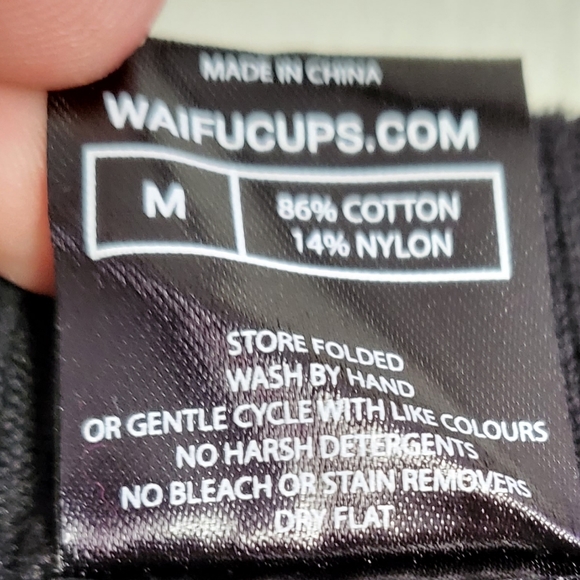 MADE IN CHINA
WAIFUCUPS.COM
M
86% COTTON
14% NYLON
STORE FOLDED
WASH BY HAND
OR GENTLE CYCLE WITH LIKE COLOURS
NO HARSH DETERGENTS
NO BLEACH OR STAIN REMOVERS
DRY FLAT